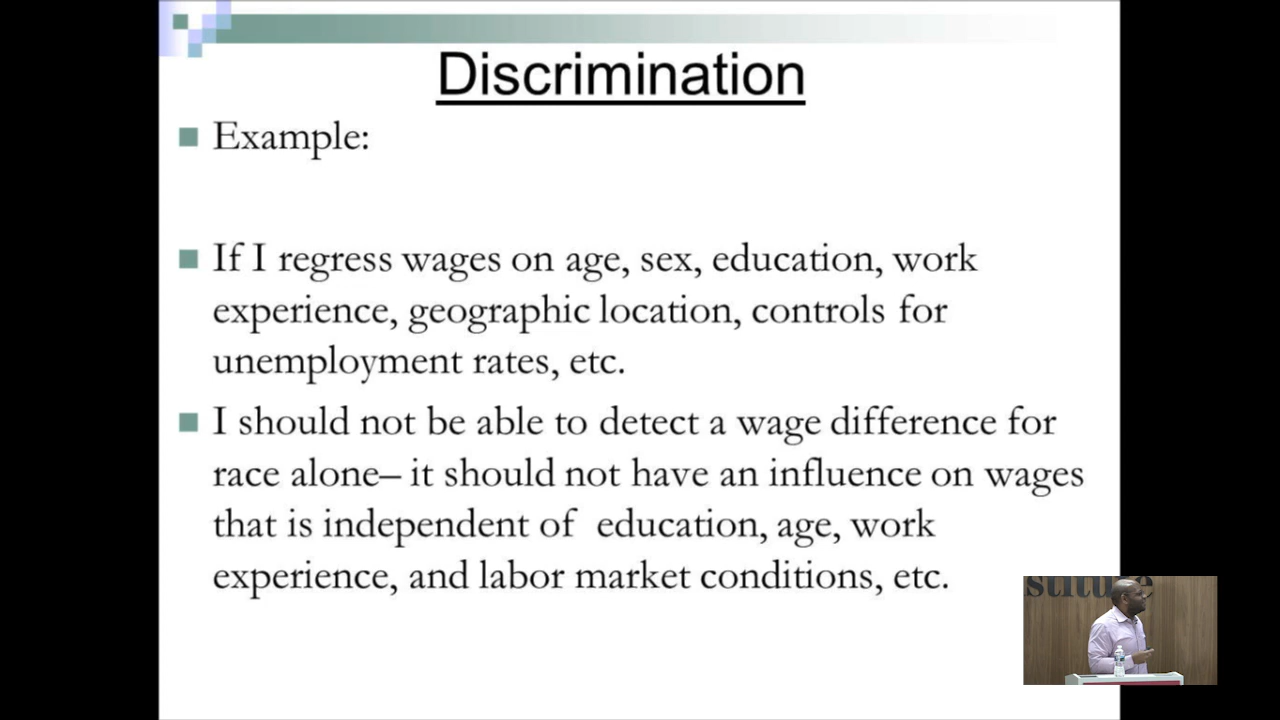 Discrimination
Example:
If I regress wages on age, sex, education, work
experience, geographic location, controls for
unemployment rates, etc.
I should not be able to detect a wage difference for
race alone– it should not have an influence on wages
that is independent of education, age, work
experience, and labor market conditions, etc.